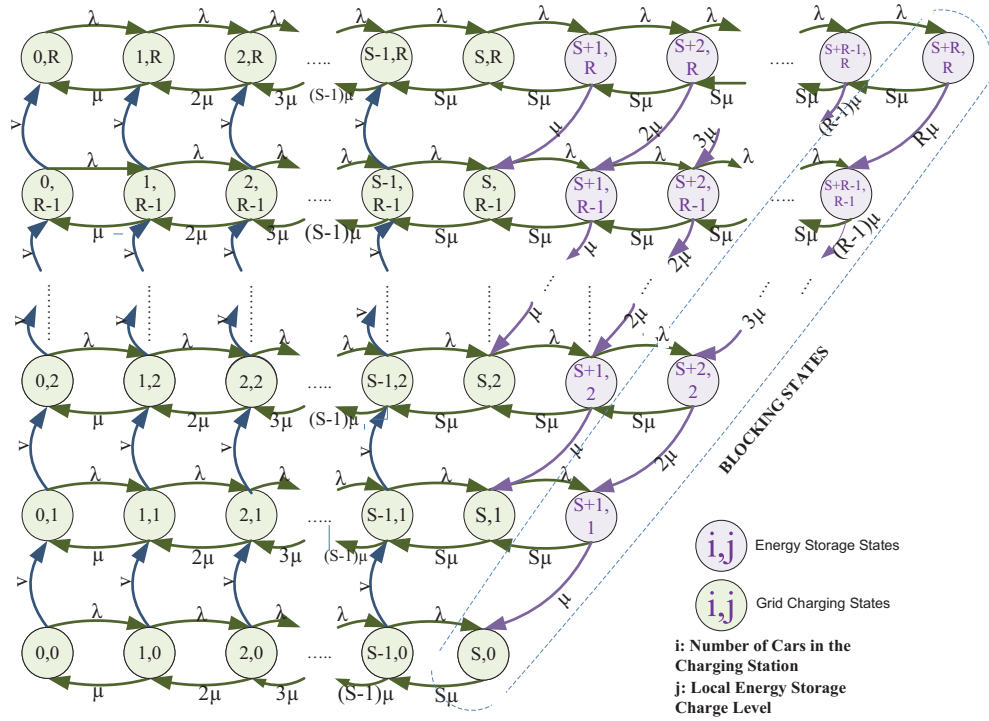 λ λ λ λ λ λ λ λ λ λ
0,R 1,R 2,R ..... S-1,R S,R S+1, S+2, ..... S+R-1, S+R,
R R R R
μ 2μ 3μ (S-1)μ Sμ Sμ Sμ Sμ Sμ Sμ
ν ν ν ν μ 2μ 3μ (R-1)μ Rμ
λ λ λ λ λ λ λ λ λ
0, 1, 2, ..... S-1, S, S+1, S+2, ..... S+R-1,
R-1 R-1 R-1 R-1 R-1 R-1 R-1 R-1
μ 2μ 3μ (S-1)μ Sμ Sμ Sμ Sμ Sμ (R-1)μ
ν ν ν ν μ 2μ
ν ν ν μ 2μ 3μ
λ λ λ λ λ λ λ
0,2 1,2 2,2 ..... S-1,2 S,2 S+1, S+2,
2 2
μ 2μ 3μ (S-1)μ Sμ Sμ Sμ
ν ν ν ν μ 2μ
BLOCKING STATES
λ λ λ λ λ λ
0,1 1,1 2,1 ..... S-1,1 S,1 S+1,
1
μ 2μ 3μ (S-1)μ Sμ Sμ
ν ν ν ν μ
λ λ λ λ λ
0,0 1,0 2,0 ..... S-1,0 S,0
μ 2μ 3μ (S-1)μ Sμ
i,j Energy Storage States
i,j Grid Charging States
i: Number of Cars in the
Charging Station
j: Local Energy Storage
Charge Level